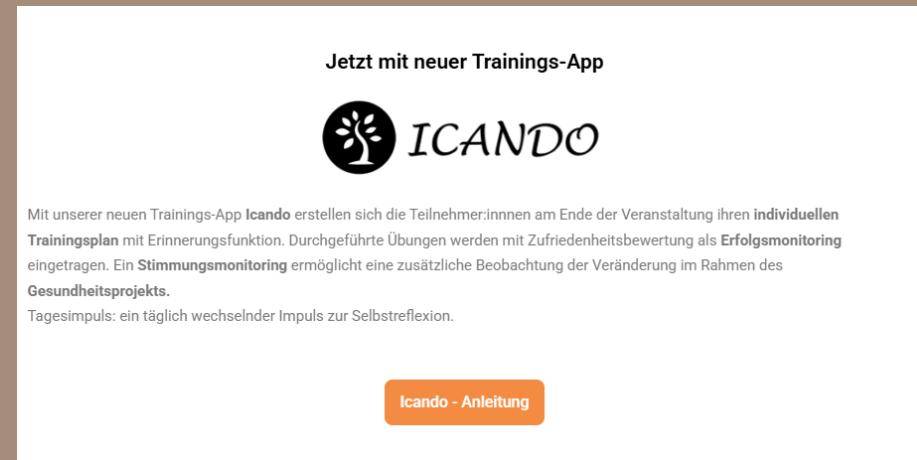 Jetzt mit neuer Trainings-App
ICANDO
Mit unserer neuen Trainings-App Icando erstellen sich die Teilnehmer:innnen am Ende der Veranstaltung ihren individuellen
Trainingsplan mit Erinnerungsfunktion. Durchgeführte Übungen werden mit Zufriedenheitsbewertung als Erfolgsmonitoring
eingetragen. Ein Stimmungsmonitoring ermöglicht eine zusätzliche Beobachtung der Veränderung im Rahmen des
Gesundheitsprojekts.
Tagesimpuls: ein täglich wechselnder Impuls zur Selbstreflexion.
Icando - Anleitung